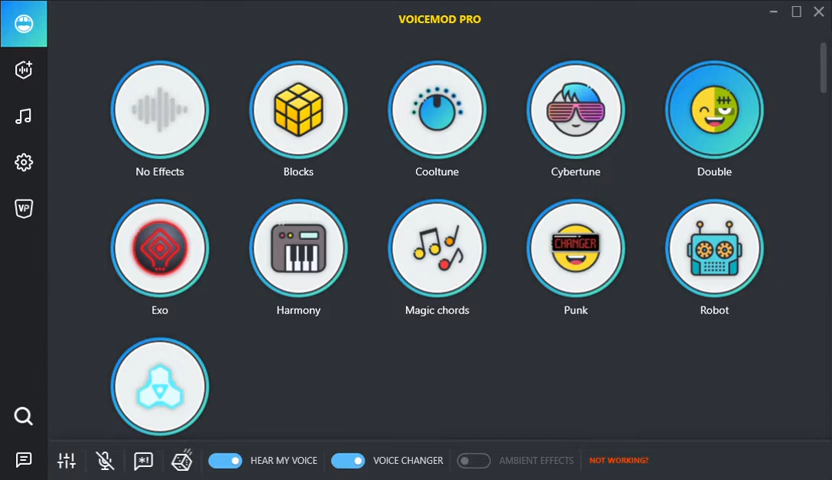 VOICEMOD PRO
No Effects
Blocks
Cooltune
Cybertune
Double
CHANGER
Exo
Harmony
Magic chords
Punk
Robot
VP
*!
HEAR MY VOICE
VOICE CHANGER
AMBIENT EFFECTS
NOT WORKING?